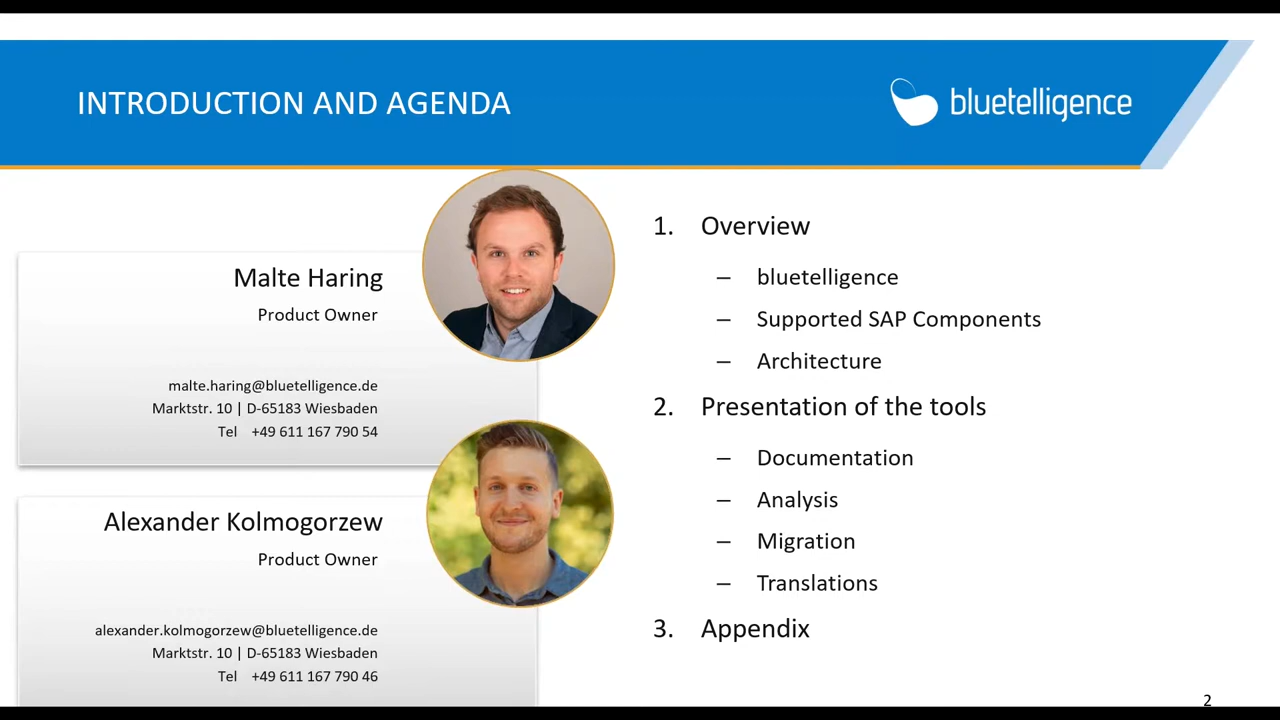 INTRODUCTION AND AGENDA
bluetelligence
Malte Haring
Product Owner
malte.haring@bluetelligence.de
Marktstr. 10 | D-65183 Wiesbaden
Tel +49 611 167 790 54
Alexander Kolmogorzew
Product Owner
alexander.kolmogorzew@bluetelligence.de
Marktstr. 10 | D-65183 Wiesbaden
Tel +49 611 167 790 46
1. Overview
– bluetelligence
– Supported SAP Components
– Architecture
2. Presentation of the tools
– Documentation
– Analysis
– Migration
– Translations
3. Appendix
2